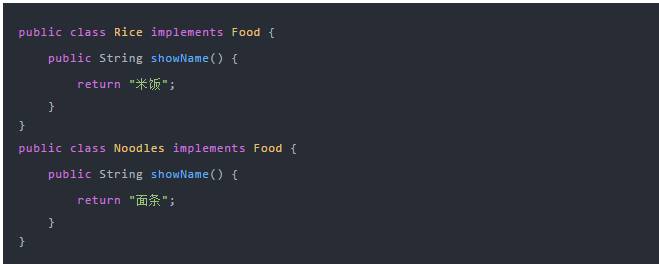 public class Rice implements Food {
    public String showName() {
        return "米饭";
    }
}
public class Noodles implements Food {
    public String showName() {
        return "面条";
    }
}